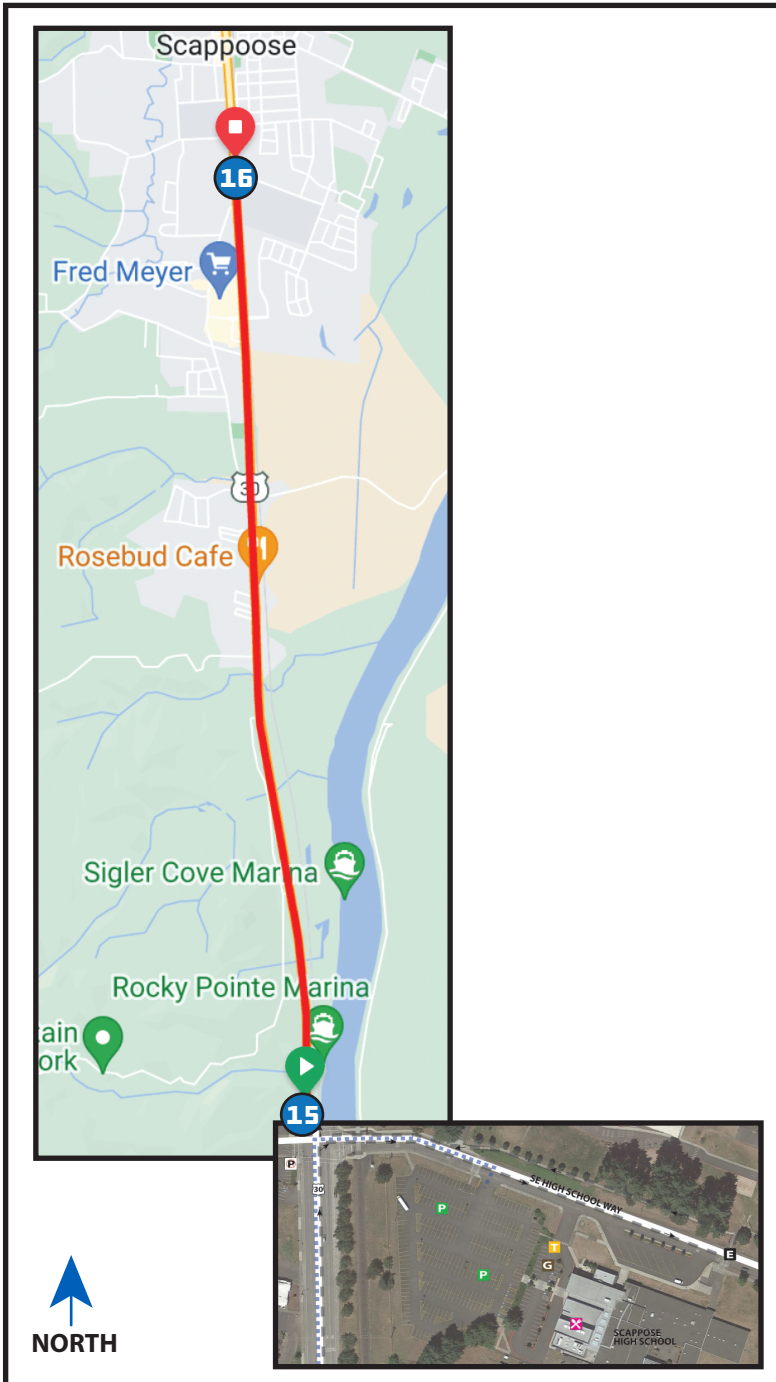 Scappoose
16
Fred Meyer
30
Rosebud Cafe
Sigler Cove Marina
Rocky Pointe Marina
tain
ork
15
P
30
SE HIGH SCHOOL WAY
P
T
G
E
P
SCAPPOSE
HIGH SCHOOL
NORTH